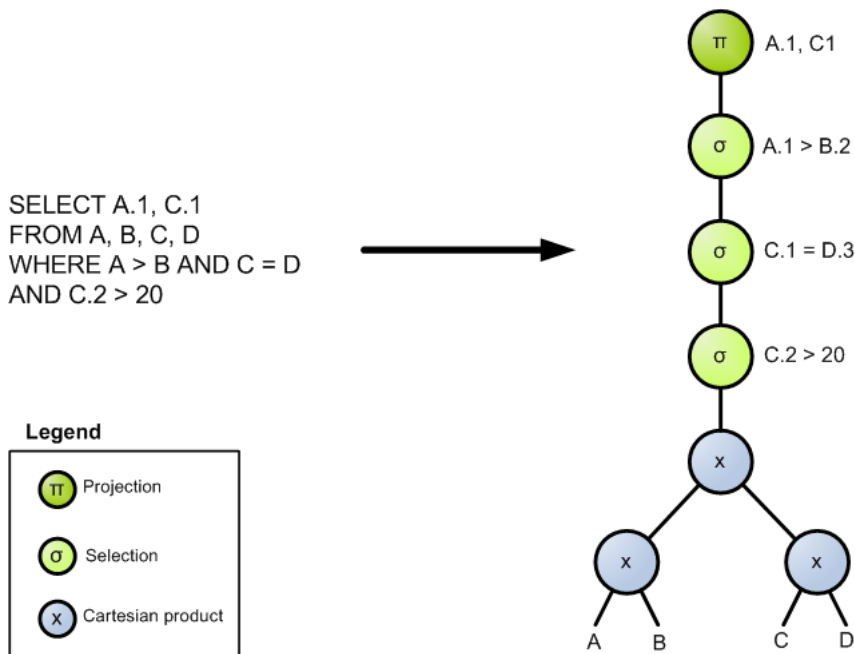 SELECT A.1, C.1
FROM A, B, C, D
WHERE A > B AND C = D
AND C.2 > 20
Legend
π Projection
σ Selection
x Cartesian product
π A.1, C1
σ A.1 > B.2
σ C.1 = D.3
σ C.2 > 20
x
x x
A B C D